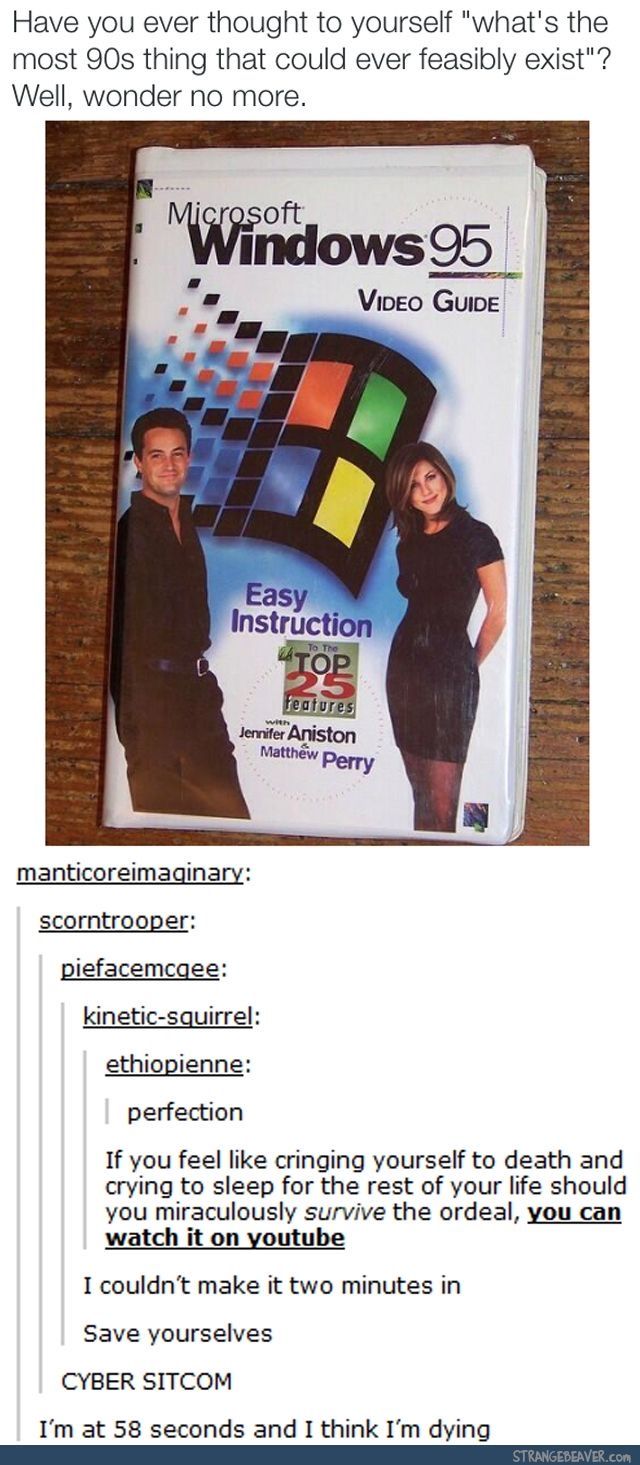 Have you ever thought to yourself "what's the
most 90s thing that could ever feasibly exist"?
Well, wonder no more.
Microsoft
Windows 95
VIDEO GUIDE
Easy
Instruction
To The
TOP
25
features
with
Jennifer Aniston
&
Matthew Perry
manticoreimaginary:
scorntrooper:
piefacemcgee:
kinetic-squirrel:
ethiopienne:
perfection
If you feel like cringing yourself to death and
crying to sleep for the rest of your life should
you miraculously survive the ordeal, you can
watch it on youtube
I couldn't make it two minutes in
Save yourselves
CYBER SITCOM
I'm at 58 seconds and I think I'm dying
STRANGEBEAVER.com